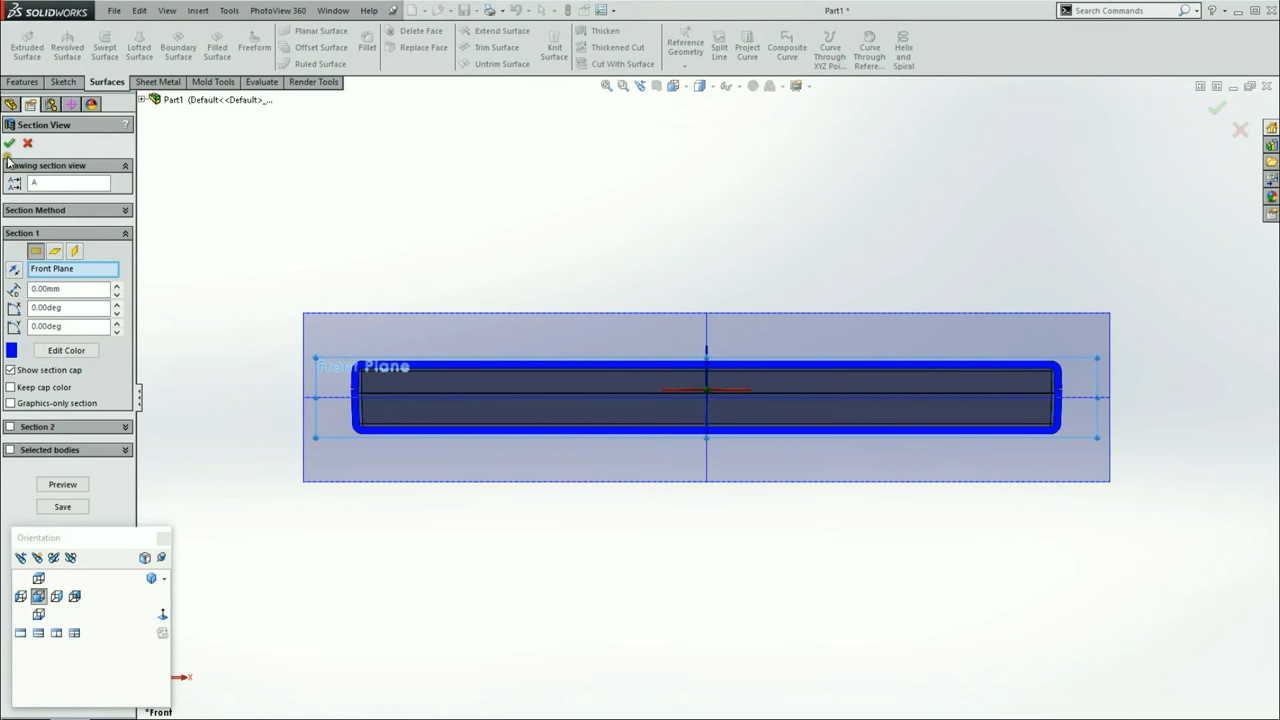 SOLIDWORKS File Edit View Insert Tools PhotoView 360 Window Help Part1 * Search Commands
Extruded Surface
Revolved Surface
Swept Surface
Lofted Surface
Boundary Surface
Filled Surface
Freeform
Planar Surface
Offset Surface
Ruled Surface
Fillet
Delete Face
Replace Face
Extend Surface
Trim Surface
Untrim Surface
Knit Surface
Thicken
Thickened Cut
Cut With Surface
Reference Geometry
Split Line
Project Curve
Composite Curve
Curve Through XYZ Poi...
Curve Through Refere...
Helix and Spiral
Features Sketch Surfaces Sheet Metal Mold Tools Evaluate Render Tools
Part1 (Default<<Default>_...
Section View ?
rawing section view
A
Section Method
Section 1
Front Plane
0.00mm
0.00deg
0.00deg
Edit Color
Show section cap
Keep cap color
Graphics-only section
Section 2
Selected bodies
Preview
Save
Orientation
Front Plane
X
*Front